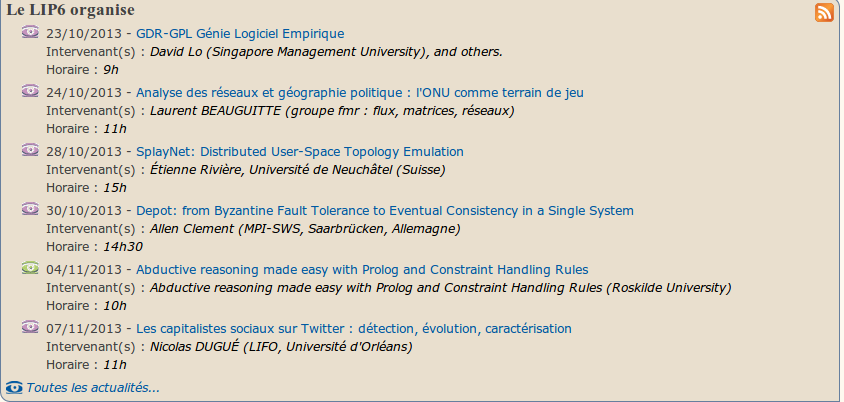 Le LIP6 organise
23/10/2013 - GDR-GPL Génie Logiciel Empirique
Intervenant(s) : David Lo (Singapore Management University), and others.
Horaire : 9h
24/10/2013 - Analyse des réseaux et géographie politique : l'ONU comme terrain de jeu
Intervenant(s) : Laurent BEAUGUITTE (groupe fmr : flux, matrices, réseaux)
Horaire : 11h
28/10/2013 - SplayNet: Distributed User-Space Topology Emulation
Intervenant(s) : Étienne Rivière, Université de Neuchâtel (Suisse)
Horaire : 15h
30/10/2013 - Depot: from Byzantine Fault Tolerance to Eventual Consistency in a Single System
Intervenant(s) : Allen Clement (MPI-SWS, Saarbrücken, Allemagne)
Horaire : 14h30
04/11/2013 - Abductive reasoning made easy with Prolog and Constraint Handling Rules
Intervenant(s) : Abductive reasoning made easy with Prolog and Constraint Handling Rules (Roskilde University)
Horaire : 10h
07/11/2013 - Les capitalistes sociaux sur Twitter : détection, évolution, caractérisation
Intervenant(s) : Nicolas DUGUÉ (LIFO, Université d'Orléans)
Horaire : 11h
Toutes les actualités...